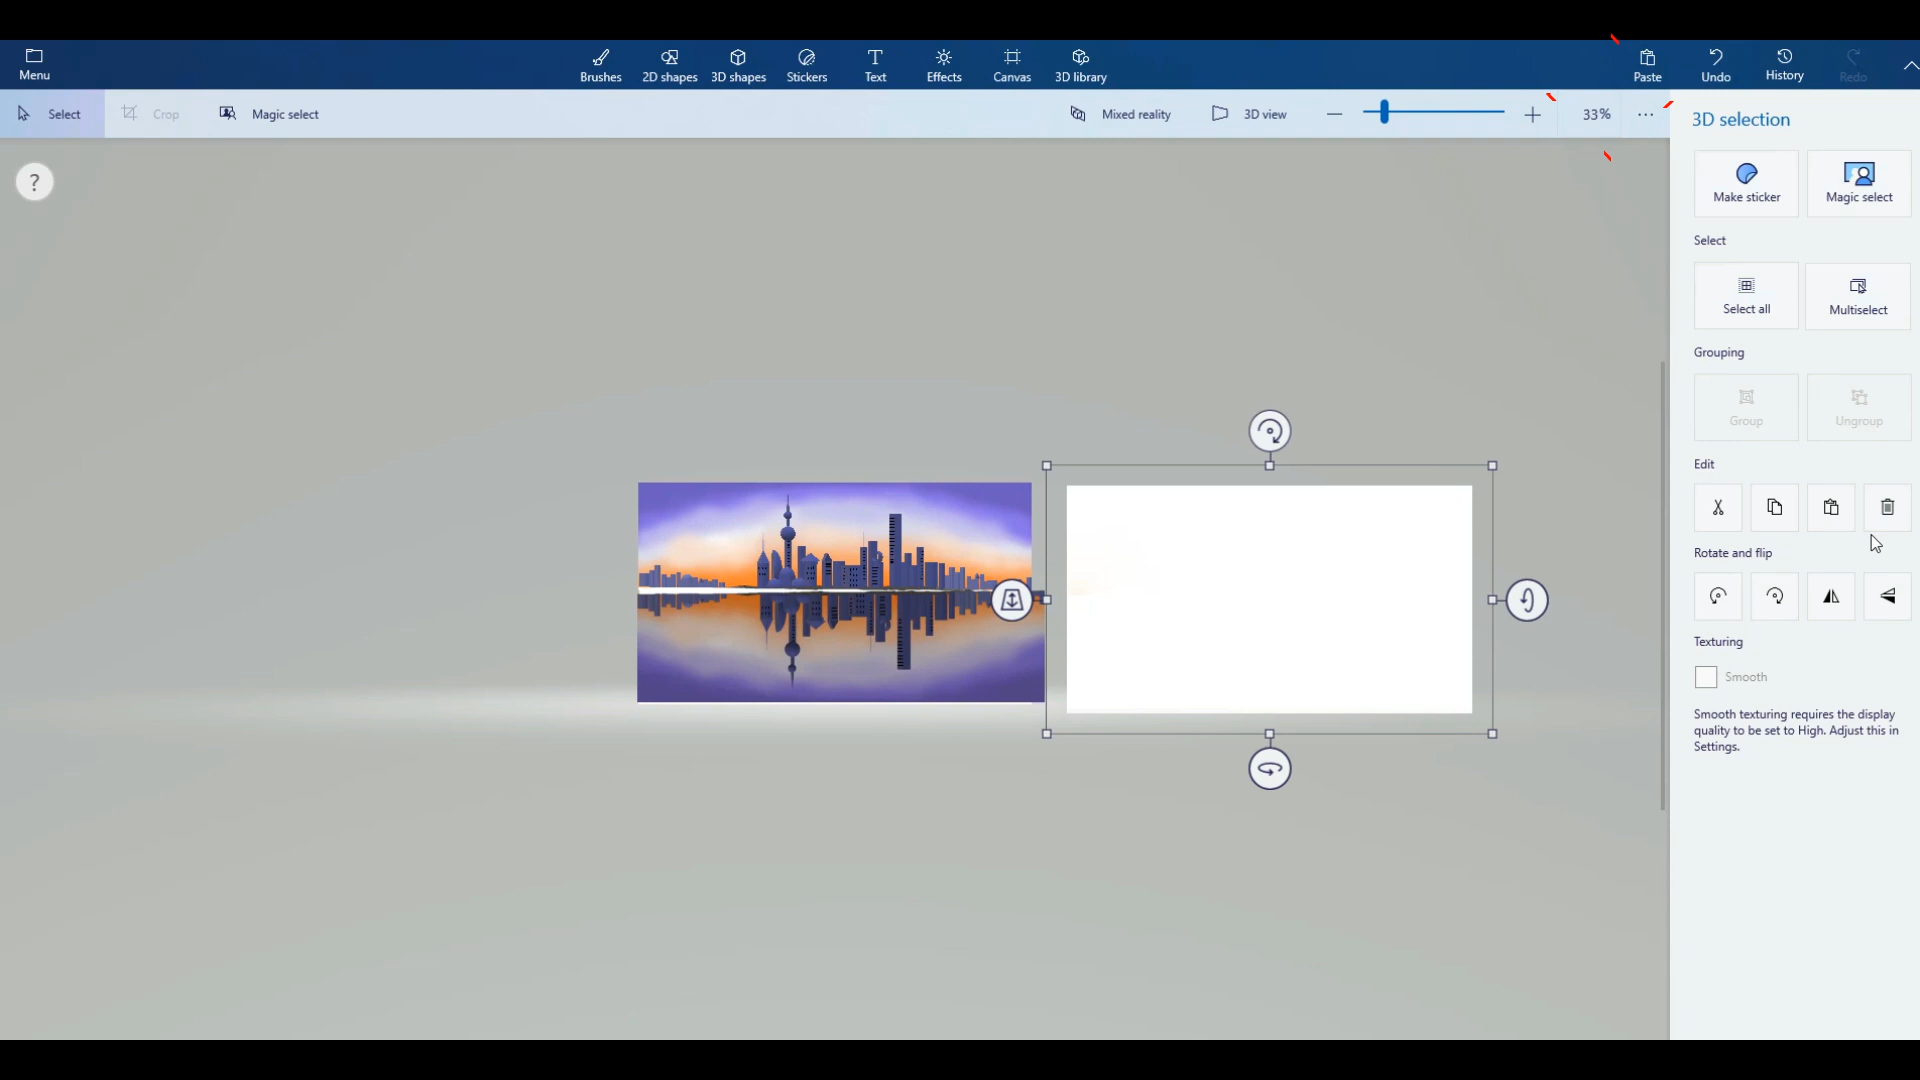 Menu
Brushes
2D shapes
3D shapes
Stickers
Text
Effects
Canvas
3D library
Paste
Undo
History
Redo
Select
Crop
Magic select
Mixed reality
3D view
33%
?
3D selection
Make sticker
Magic select
Select
Select all
Multiselect
Grouping
Group
Ungroup
Edit
Rotate and flip
Texturing
Smooth
Smooth texturing requires the display
quality to be set to High. Adjust this in
Settings.